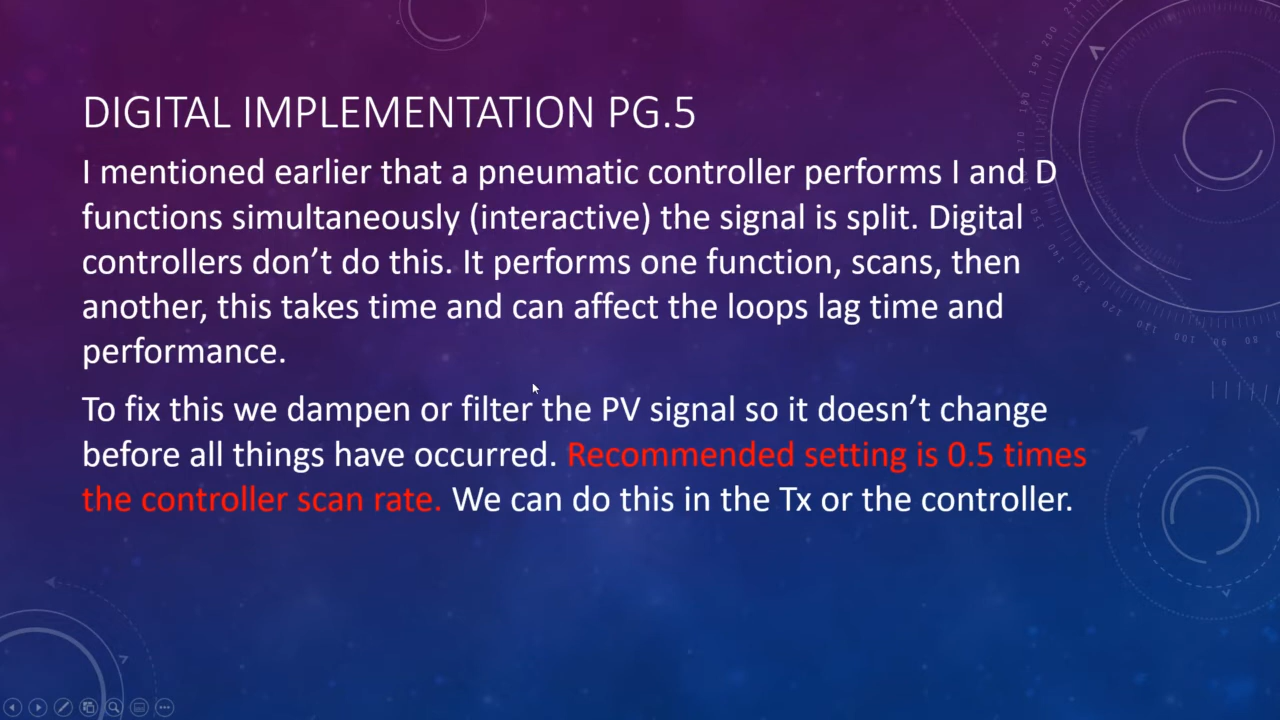 DIGITAL IMPLEMENTATION PG.5
I mentioned earlier that a pneumatic controller performs I and D
functions simultaneously (interactive) the signal is split. Digital
controllers don’t do this. It performs one function, scans, then
another, this takes time and can affect the loops lag time and
performance.
To fix this we dampen or filter the PV signal so it doesn’t change
before all things have occurred. Recommended setting is 0.5 times
the controller scan rate. We can do this in the Tx or the controller.